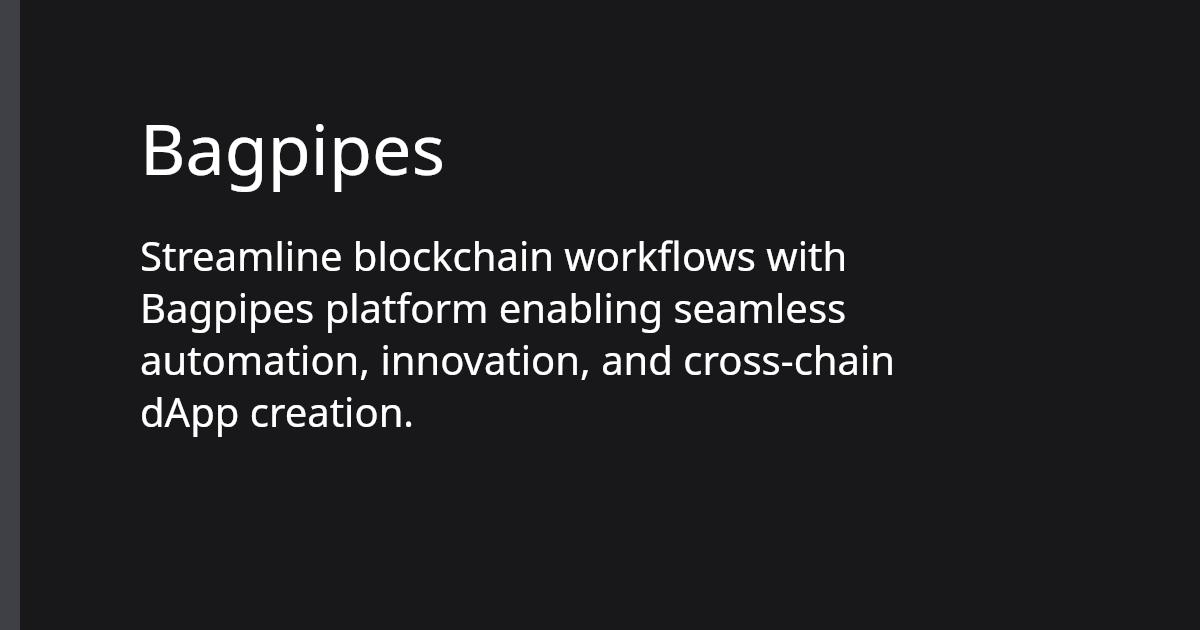 Bagpipes
Streamline blockchain workflows with
Bagpipes platform enabling seamless
automation, innovation, and cross-chain
dApp creation.